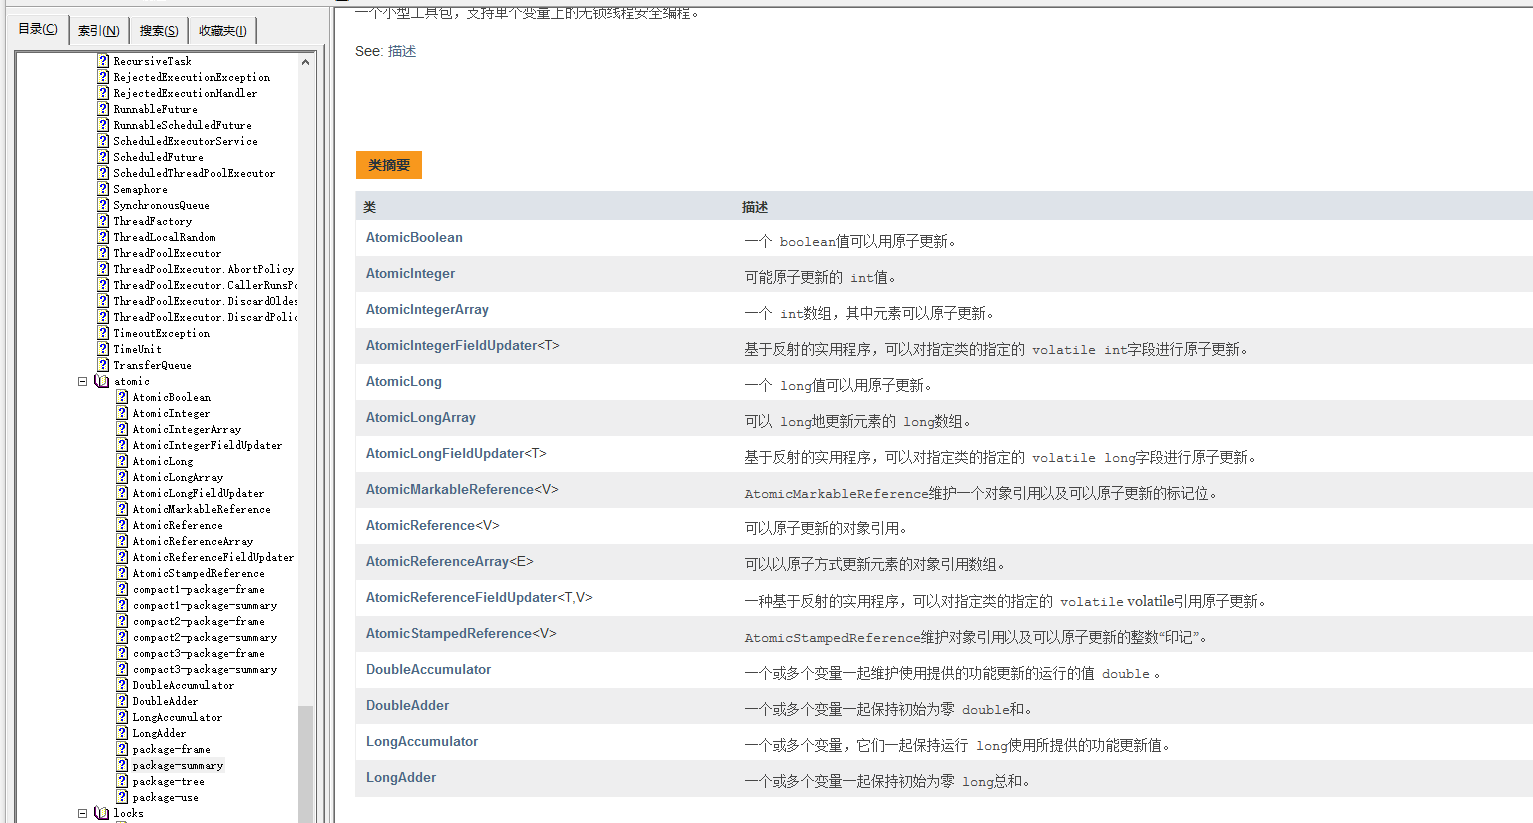 目录(C)
索引(N)
搜索(S)
收藏夹(I)
RecursiveTask
RejectedExecutionException
RejectedExecutionHandler
RunnableFuture
RunnableScheduledFuture
ScheduledExecutorService
ScheduledFuture
ScheduledThreadPoolExecutor
Semaphore
SynchronousQueue
ThreadFactory
ThreadLocalRandom
ThreadPoolExecutor
ThreadPoolExecutor.AbortPolicy
ThreadPoolExecutor.CallerRunsPo
ThreadPoolExecutor.DiscardOldes
ThreadPoolExecutor.DiscardPolic
TimeoutException
TimeUnit
TransferQueue
atomic
AtomicBoolean
AtomicInteger
AtomicIntegerArray
AtomicIntegerFieldUpdater
AtomicLong
AtomicLongArray
AtomicLongFieldUpdater
AtomicMarkableReference
AtomicReference
AtomicReferenceArray
AtomicReferenceFieldUpdater
AtomicStampedReference
compact1-package-frame
compact1-package-summary
compact2-package-frame
compact2-package-summary
compact3-package-frame
compact3-package-summary
DoubleAccumulator
DoubleAdder
LongAccumulator
LongAdder
package-frame
package-summary
package-tree
package-use
locks
一个小型工具包，支持单个变量上的无锁线程安全编程。
See: 描述
类摘要
类 描述
AtomicBoolean 一个 boolean值可以用原子更新。
AtomicInteger 可能原子更新的 int值。
AtomicIntegerArray 一个 int数组，其中元素可以原子更新。
AtomicIntegerFieldUpdater<T> 基于反射的实用程序，可以对指定类的指定的 volatile int字段进行原子更新。
AtomicLong 一个 long值可以用原子更新。
AtomicLongArray 可以 long地更新元素的 long数组。
AtomicLongFieldUpdater<T> 基于反射的实用程序，可以对指定类的指定的 volatile long字段进行原子更新。
AtomicMarkableReference<V> AtomicMarkableReference维护一个对象引用以及可以原子更新的标记位。
AtomicReference<V> 可以原子更新的对象引用。
AtomicReferenceArray<E> 可以以原子方式更新元素的对象引用数组。
AtomicReferenceFieldUpdater<T,V> 一种基于反射的实用程序，可以对指定类的指定的 volatile volatile引用原子更新。
AtomicStampedReference<V> AtomicStampedReference维护对象引用以及可以原子更新的整数“印记”。
DoubleAccumulator 一个或多个变量一起维护使用提供的功能更新的运行的值 double 。
DoubleAdder 一个或多个变量一起保持初始为零 double和。
LongAccumulator 一个或多个变量，它们一起保持运行 long使用所提供的功能更新值。
LongAdder 一个或多个变量一起保持初始为零 long总和。